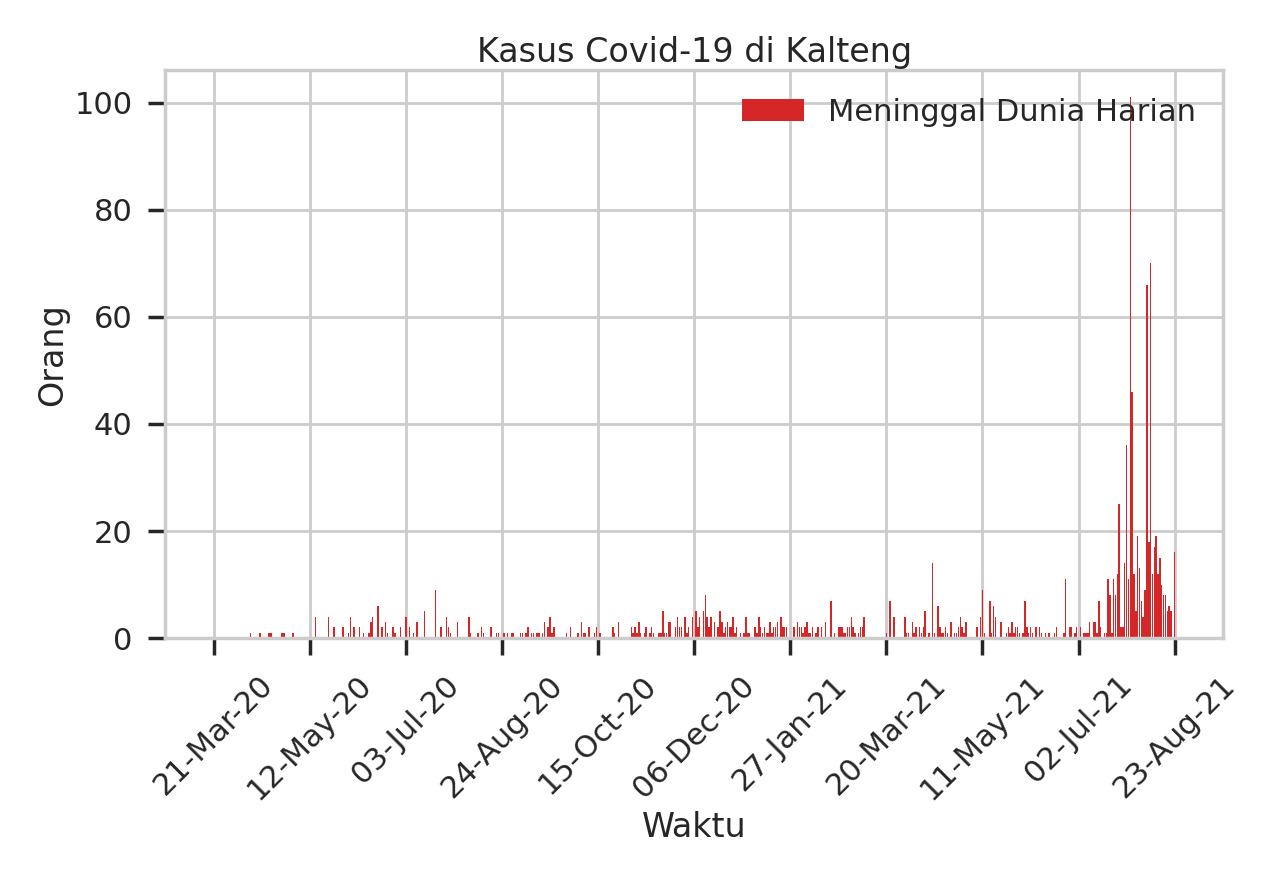 Kasus Covid-19 di Kalteng
Meninggal Dunia Harian
Orang
100
80
60
40
20
0
21-Mar-20
12-May-20
03-Jul-20
24-Aug-20
15-Oct-20
06-Dec-20
27-Jan-21
20-Mar-21
11-May-21
02-Jul-21
23-Aug-21
Waktu